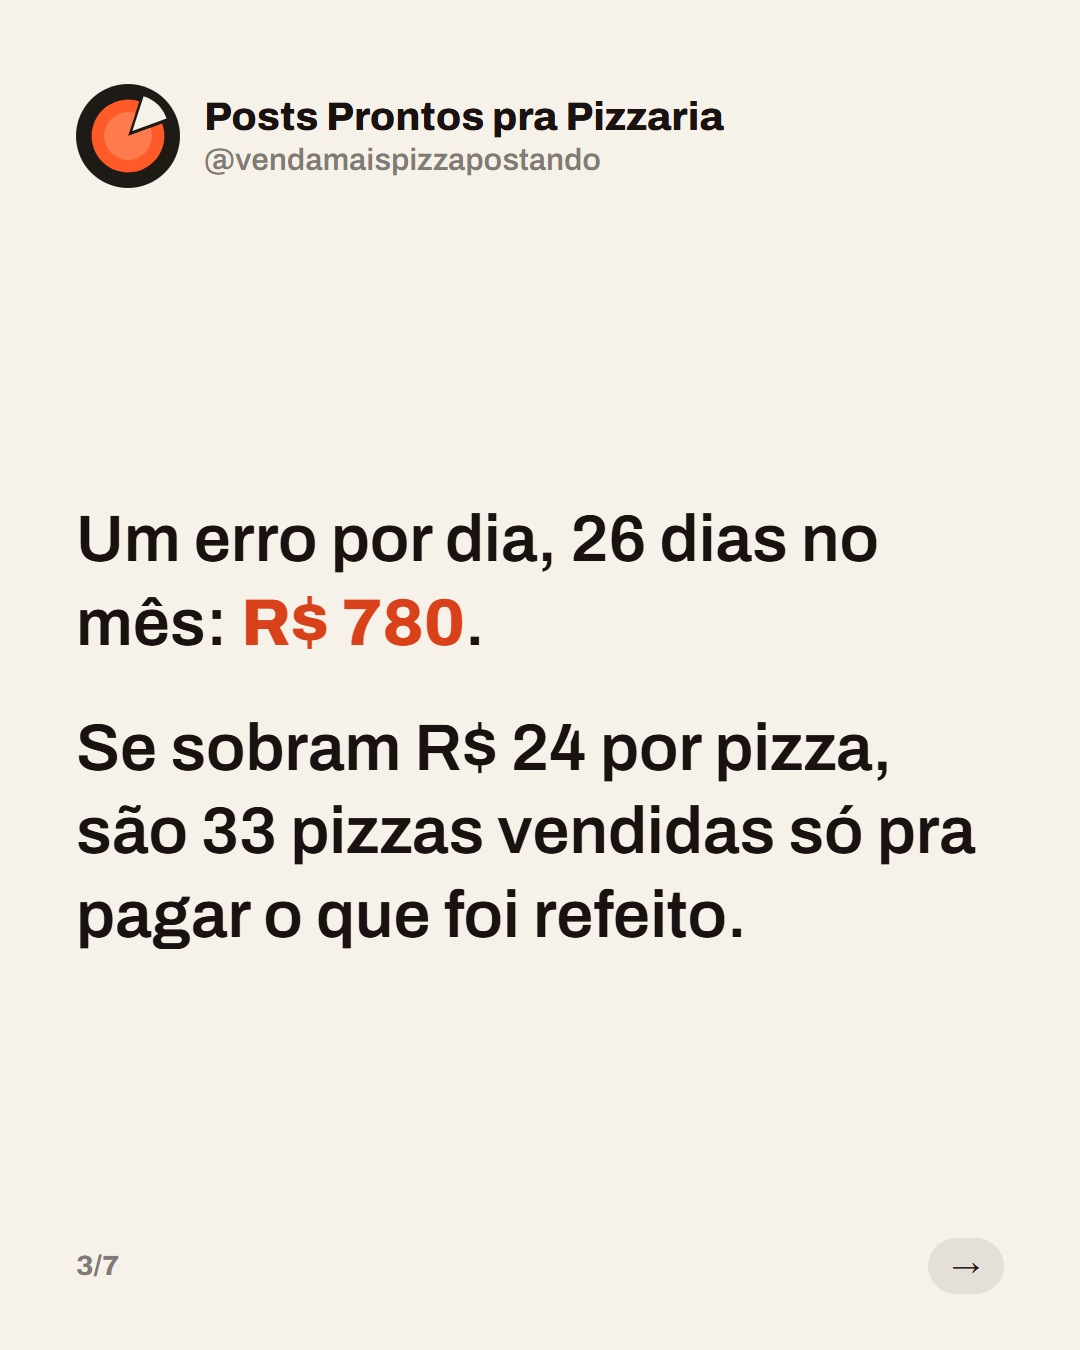 Posts Prontos pra Pizzaria
@vendamaispizzapostando
Um erro por dia, 26 dias no
mês: R$ 780.
Se sobram R$ 24 por pizza,
são 33 pizzas vendidas só pra
pagar o que foi refeito.
3/7
→